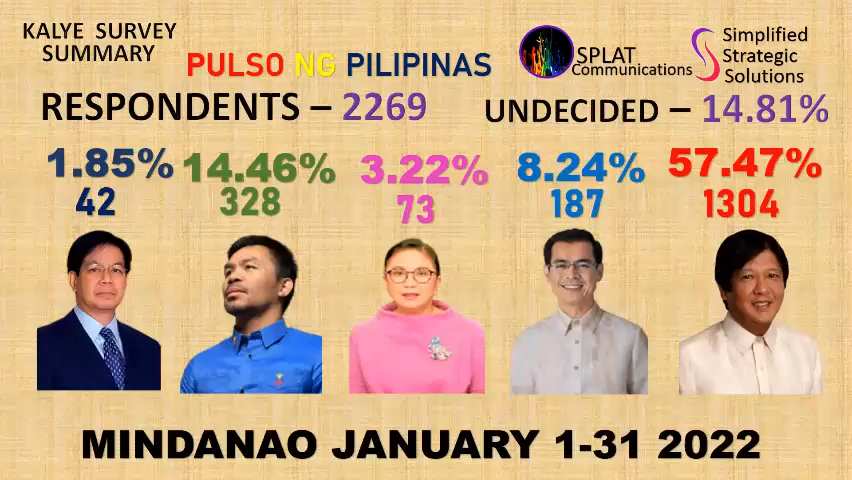 KALYE SURVEY
SUMMARY
PULSO NG PILIPINAS
SPLAT
Communications
Simplified
Strategic
Solutions
RESPONDENTS – 2269
UNDECIDED – 14.81%
1.85% 14.46% 3.22% 8.24% 57.47%
42 328 73 187 1304
MINDANAO JANUARY 1-31 2022